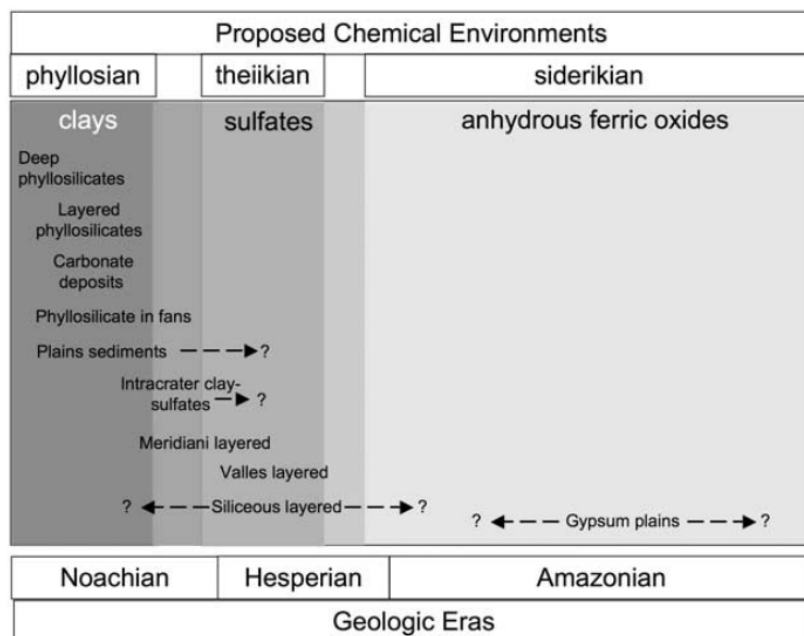 Proposed Chemical Environments
phyllosian theiikian siderikian
clays sulfates anhydrous ferric oxides
Deep
phyllosilicates
Layered
phyllosilicates
Carbonate
deposits
Phyllosilicate in fans
Plains sediments ?
Intracrater clay-
sulfates ?
Meridiani layered
Valles layered
? Siliceous layered ?
? Gypsum plains ?
Noachian Hesperian Amazonian
Geologic Eras